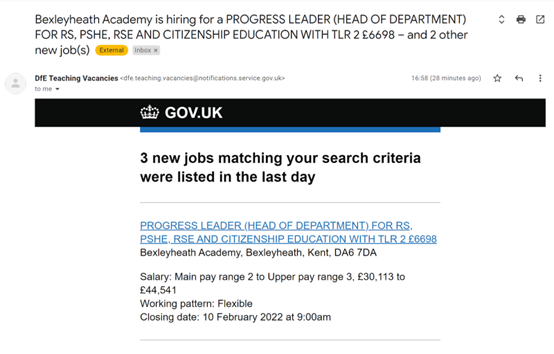 Bexleyheath Academy is hiring for a PROGRESS LEADER (HEAD OF DEPARTMENT)
FOR RS, PSHE, RSE AND CITIZENSHIP EDUCATION WITH TLR 2 £6698 – and 2 other
new job(s) External Inbox ×
DfE Teaching Vacancies <dfe.teaching.vacancies@notifications.service.gov.uk> 16:58 (28 minutes ago)
to me
GOV.UK
3 new jobs matching your search criteria
were listed in the last day
PROGRESS LEADER (HEAD OF DEPARTMENT) FOR RS,
PSHE, RSE AND CITIZENSHIP EDUCATION WITH TLR 2 £6698
Bexleyheath Academy, Bexleyheath, Kent, DA6 7DA
Salary: Main pay range 2 to Upper pay range 3, £30,113 to
£44,541
Working pattern: Flexible
Closing date: 10 February 2022 at 9:00am